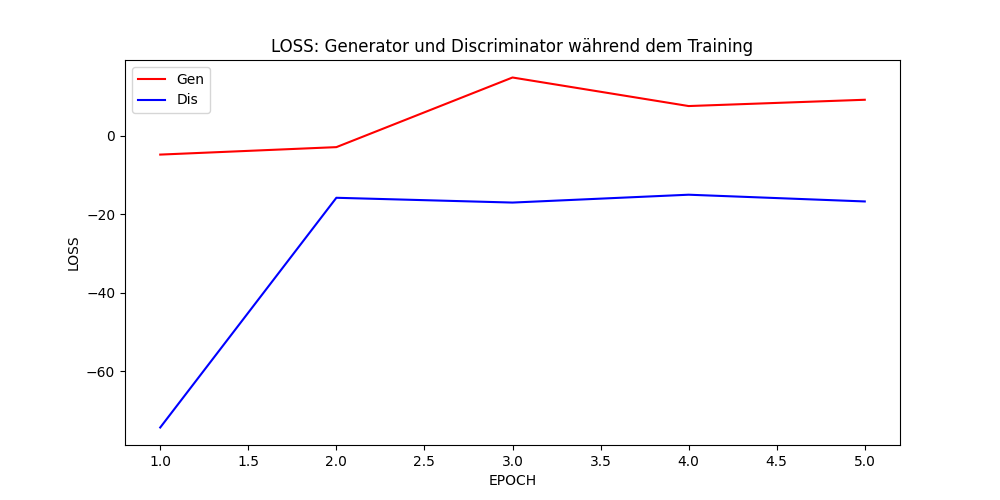 LOSS: Generator und Discriminator während dem Training
Gen
Dis
LOSS
0
−20
−40
−60
1.0 1.5 2.0 2.5 3.0 3.5 4.0 4.5 5.0
EPOCH